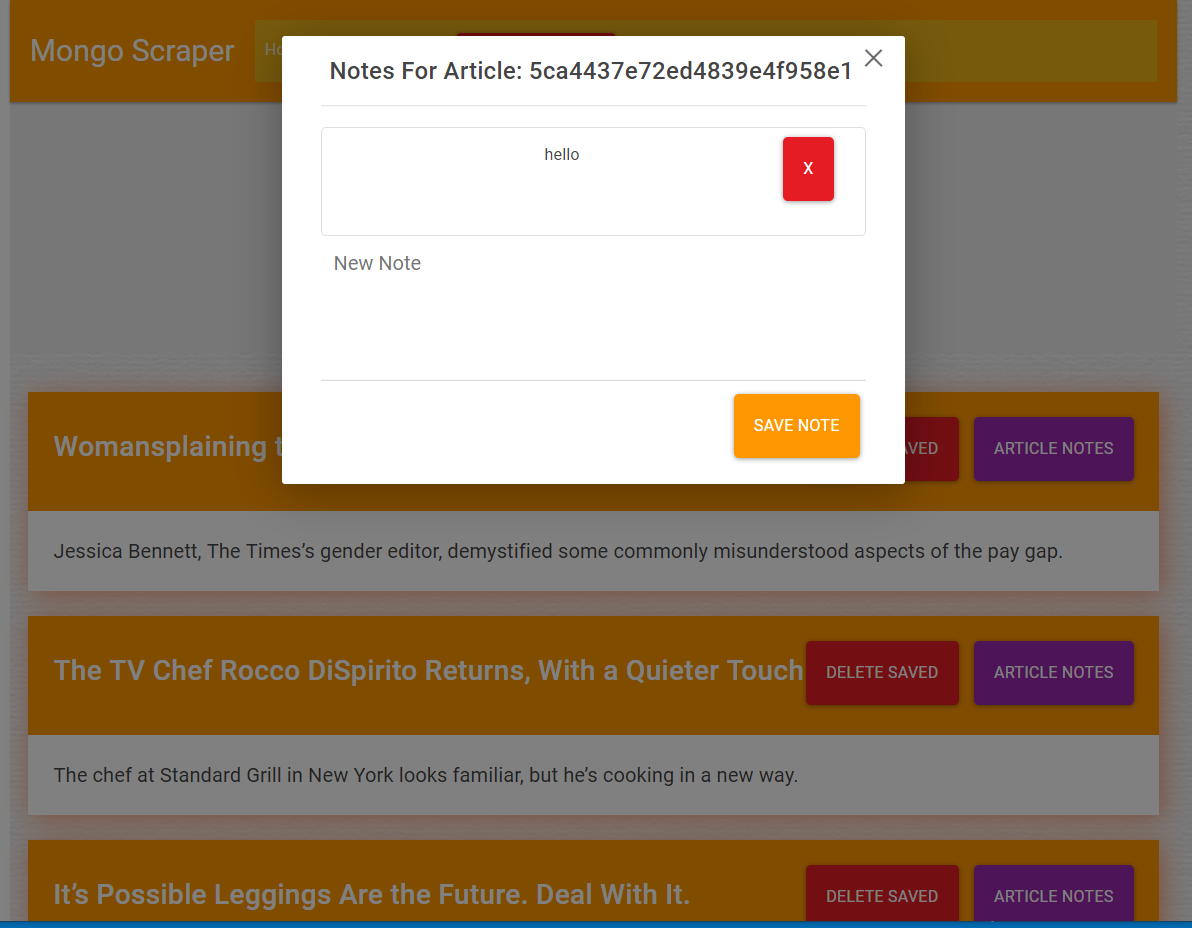 Mongo Scraper
Notes For Article: 5ca4437e72ed4839e4f958e1
hello
X
New Note
SAVE NOTE
Womansplaining
ARTICLE NOTES
Jessica Bennett, The Times’s gender editor, demystified some commonly misunderstood aspects of the pay gap.
The TV Chef Rocco DiSpirito Returns, With a Quieter Touch
DELETE SAVED
ARTICLE NOTES
The chef at Standard Grill in New York looks familiar, but he’s cooking in a new way.
It’s Possible Leggings Are the Future. Deal With It.
DELETE SAVED
ARTICLE NOTES